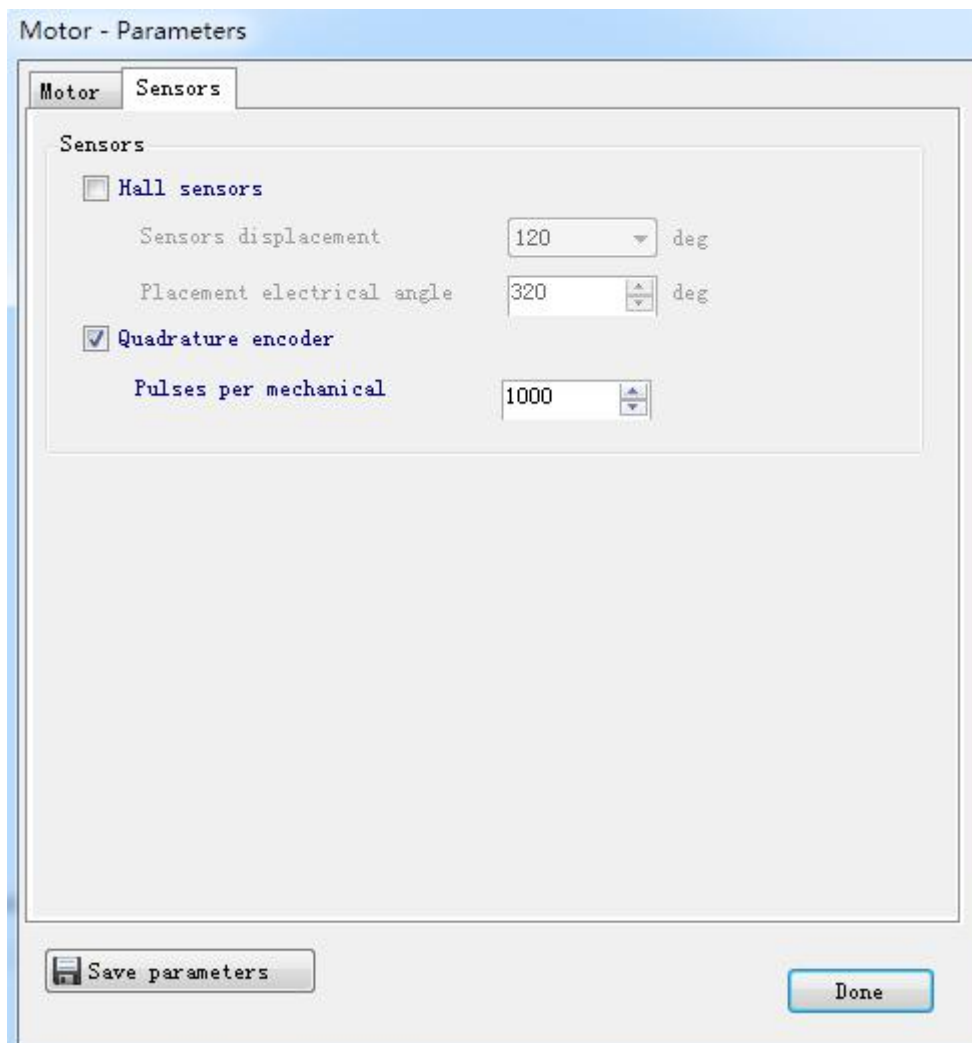 Motor - Parameters
Motor Sensors
Sensors
Hall sensors
Sensors displacement 120 deg
Placement electrical angle 320 deg
Quadrature encoder
Pulses per mechanical 1000
Save parameters
Done